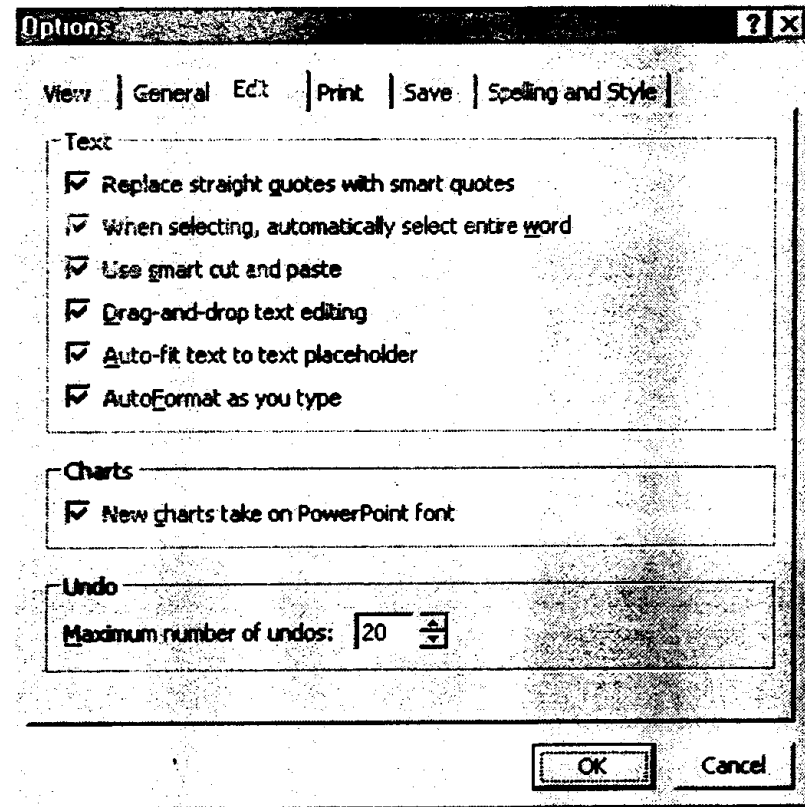 Options ? X
View General Edit Print Save Spelling and Style
Text
Replace straight quotes with smart quotes
When selecting, automatically select entire word
Use smart cut and paste
Drag-and-drop text editing
Auto-fit text to text placeholder
AutoFormat as you type
Charts
New charts take on PowerPoint font
Undo
Maximum number of undos: 20
OK Cancel